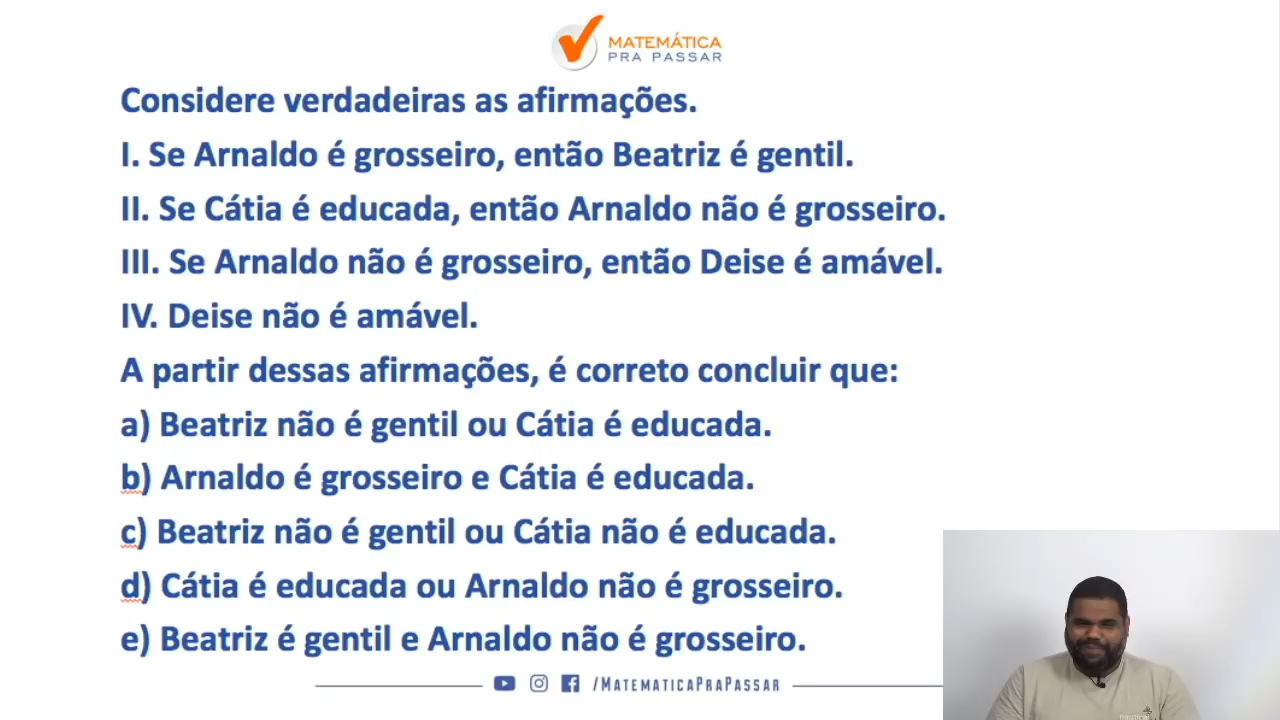 MATEMÁTICA
PRA PASSAR
Considere verdadeiras as afirmações.
I. Se Arnaldo é grosseiro, então Beatriz é gentil.
II. Se Cátia é educada, então Arnaldo não é grosseiro.
III. Se Arnaldo não é grosseiro, então Deise é amável.
IV. Deise não é amável.
A partir dessas afirmações, é correto concluir que:
a) Beatriz não é gentil ou Cátia é educada.
b) Arnaldo é grosseiro e Cátia é educada.
c) Beatriz não é gentil ou Cátia não é educada.
d) Cátia é educada ou Arnaldo não é grosseiro.
e) Beatriz é gentil e Arnaldo não é grosseiro.
/MATEMATICAPRAPASSAR